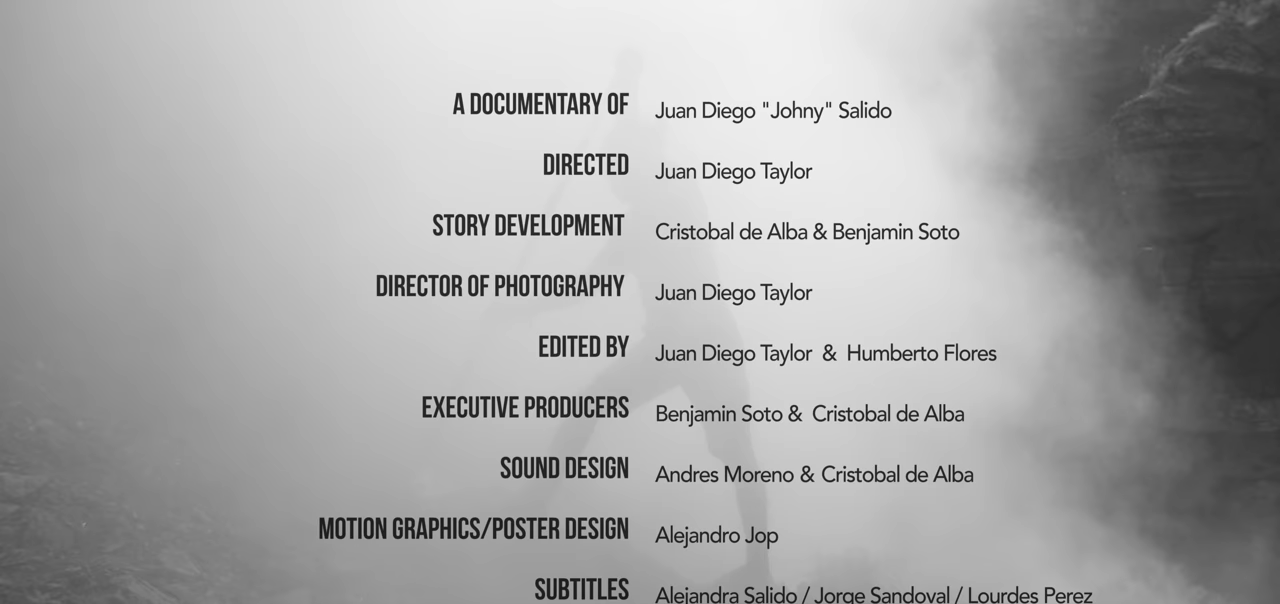 A DOCUMENTARY OF Juan Diego "Johny" Salido
DIRECTED Juan Diego Taylor
STORY DEVELOPMENT Cristobal de Alba & Benjamin Soto
DIRECTOR OF PHOTOGRAPHY Juan Diego Taylor
EDITED BY Juan Diego Taylor & Humberto Flores
EXECUTIVE PRODUCERS Benjamin Soto & Cristobal de Alba
SOUND DESIGN Andres Moreno & Cristobal de Alba
MOTION GRAPHICS/POSTER DESIGN Alejandro Jop
SUBTITLES Alejandra Salido / Jorge Sandoval / Lourdes Perez